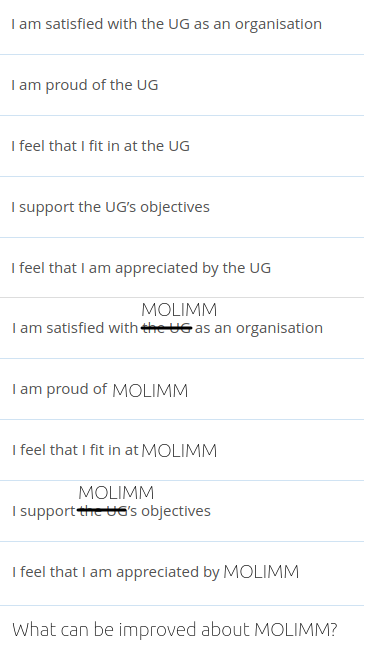 I am satisfied with the UG as an organisation
I am proud of the UG
I feel that I fit in at the UG
I support the UG's objectives
I feel that I am appreciated by the UG
MOLIMM
I am satisfied with the UG as an organisation
I am proud of MOLIMM
I feel that I fit in at MOLIMM
MOLIMM
I support the UG's objectives
I feel that I am appreciated by MOLIMM
What can be improved about MOLIMM?